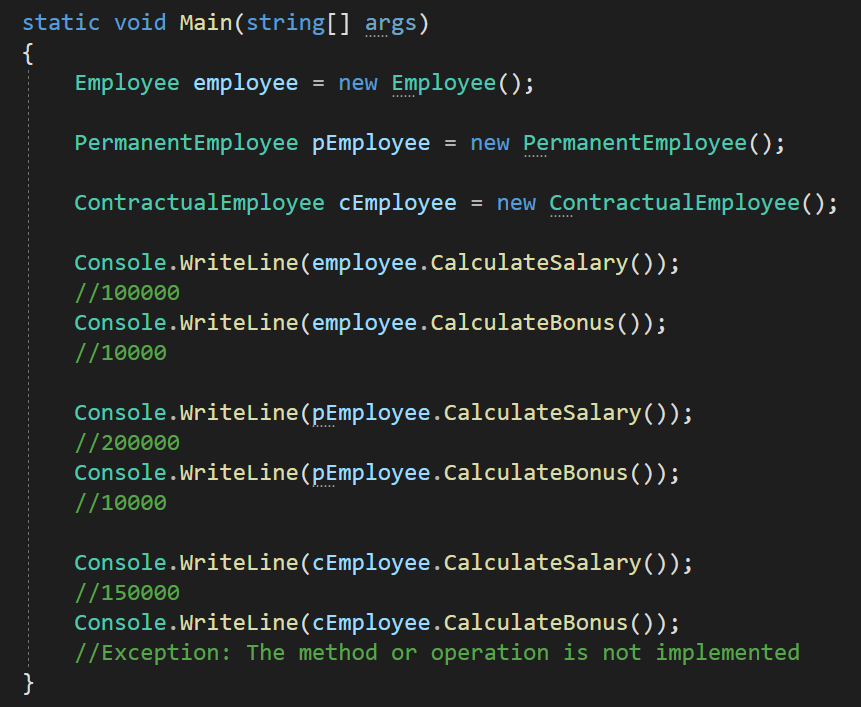 static void Main(string[] args)
{
Employee employee = new Employee();
PermanentEmployee pEmployee = new PermanentEmployee();
ContractualEmployee cEmployee = new ContractualEmployee();
Console.WriteLine(employee.CalculateSalary());
//100000
Console.WriteLine(employee.CalculateBonus());
//10000
Console.WriteLine(pEmployee.CalculateSalary());
//200000
Console.WriteLine(pEmployee.CalculateBonus());
//10000
Console.WriteLine(cEmployee.CalculateSalary());
//150000
Console.WriteLine(cEmployee.CalculateBonus());
//Exception: The method or operation is not implemented
}